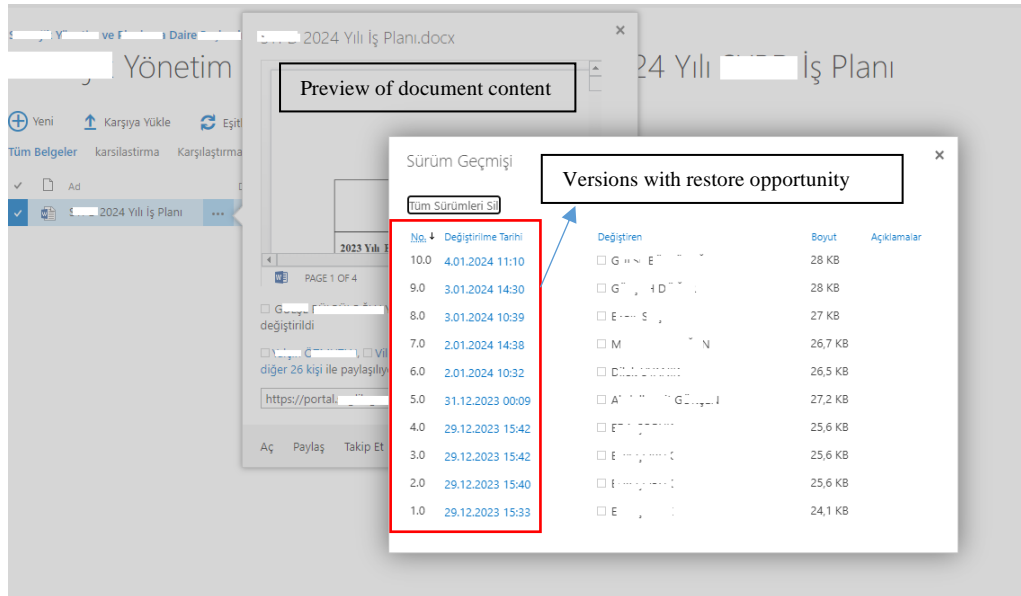 ve
Daire
Yönetim
Yeni
Karşıya Yükle
Eşitl
Tüm Belgeler karsilastirma Karşılaştırma
Ad
2024 Yılı İş Planı
...
2024 Yılı İş Planı.docx
×
Preview of document content
2023 Yılı
PAGE 1 OF 4
değiştirildi
diğer 26 kişi ile paylaşılıy
https://portal.
Aç Paylaş Takip Et
24 Yılı İş Planı
Sürüm Geçmişi
×
Versions with restore opportunity
Tüm Sürümleri Sil
No. Değiştirilme Tarihi Değiştiren Boyut Açıklamalar
10.0 4.01.2024 11:10 28 KB
9.0 3.01.2024 14:30 28 KB
8.0 3.01.2024 10:39 27 KB
7.0 2.01.2024 14:38 26,7 KB
6.0 2.01.2024 10:32 26,5 KB
5.0 31.12.2023 00:09 27,2 KB
4.0 29.12.2023 15:42 25,6 KB
3.0 29.12.2023 15:42 25,6 KB
2.0 29.12.2023 15:40 25,6 KB
1.0 29.12.2023 15:33 24,1 KB